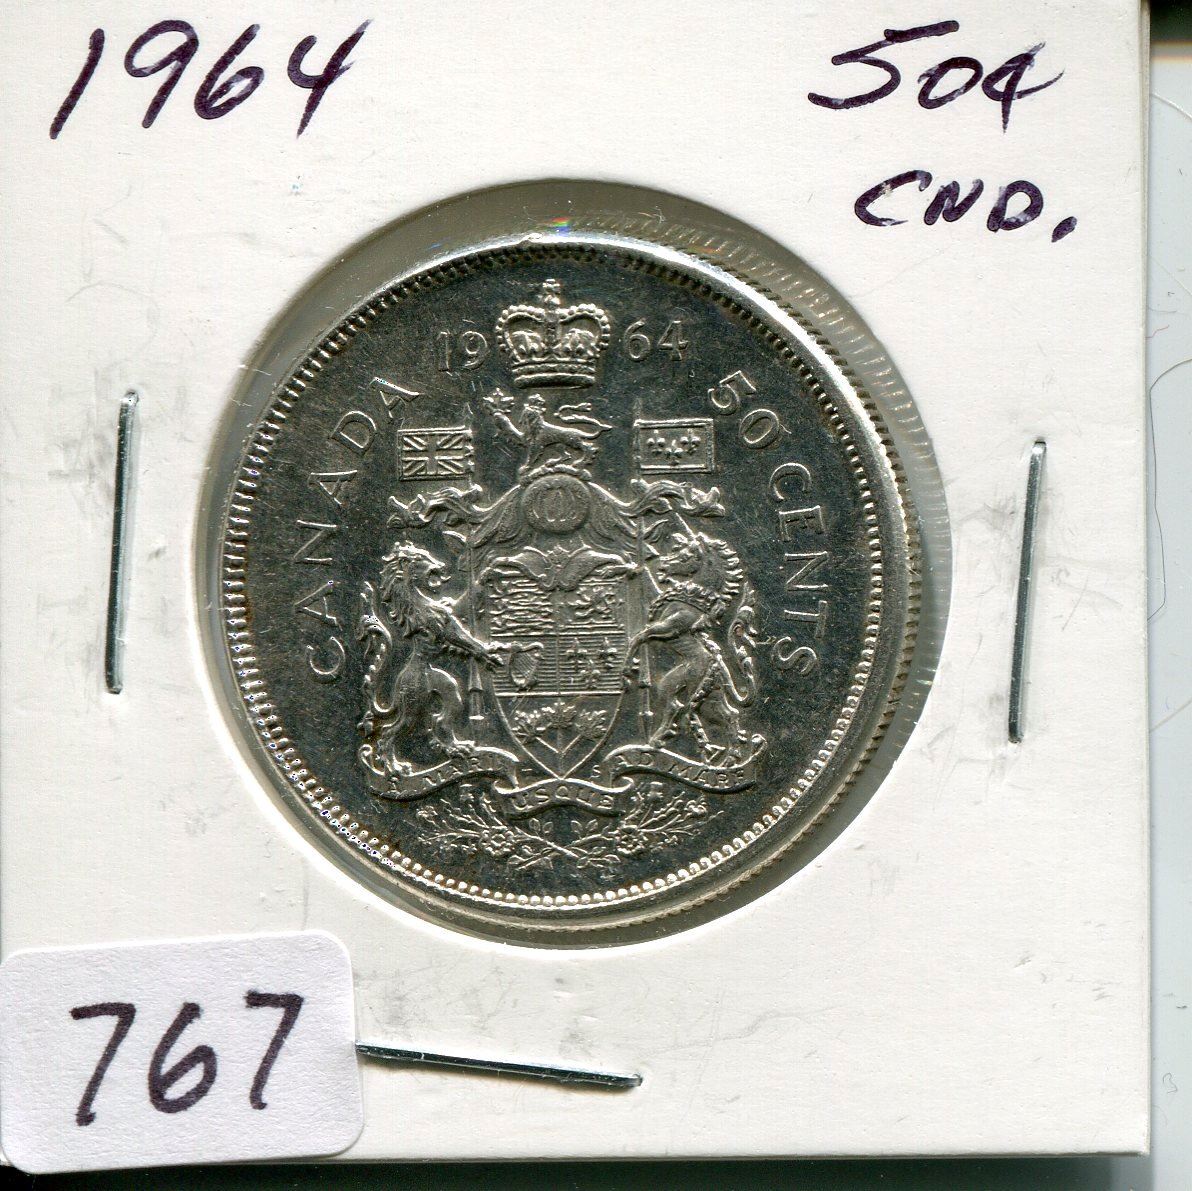 1964
50¢
CND.
19 64
CANADA
50 CENTS
A MARI USQUE AD MARE
767